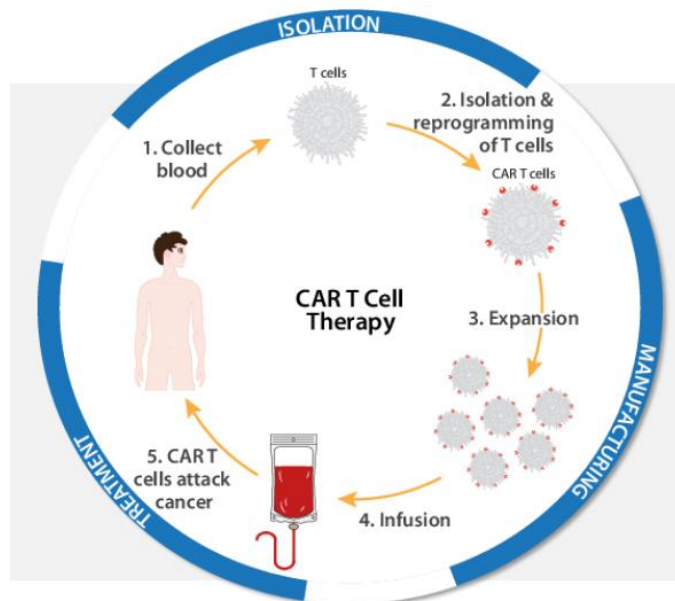 ISOLATION
T cells
1. Collect
blood
2. Isolation &
reprogramming
of T cells
CAR T cells
CAR T Cell
Therapy
3. Expansion
MANUFACTURING
4. Infusion
5. CAR T
cells attack
cancer
TREATMENT